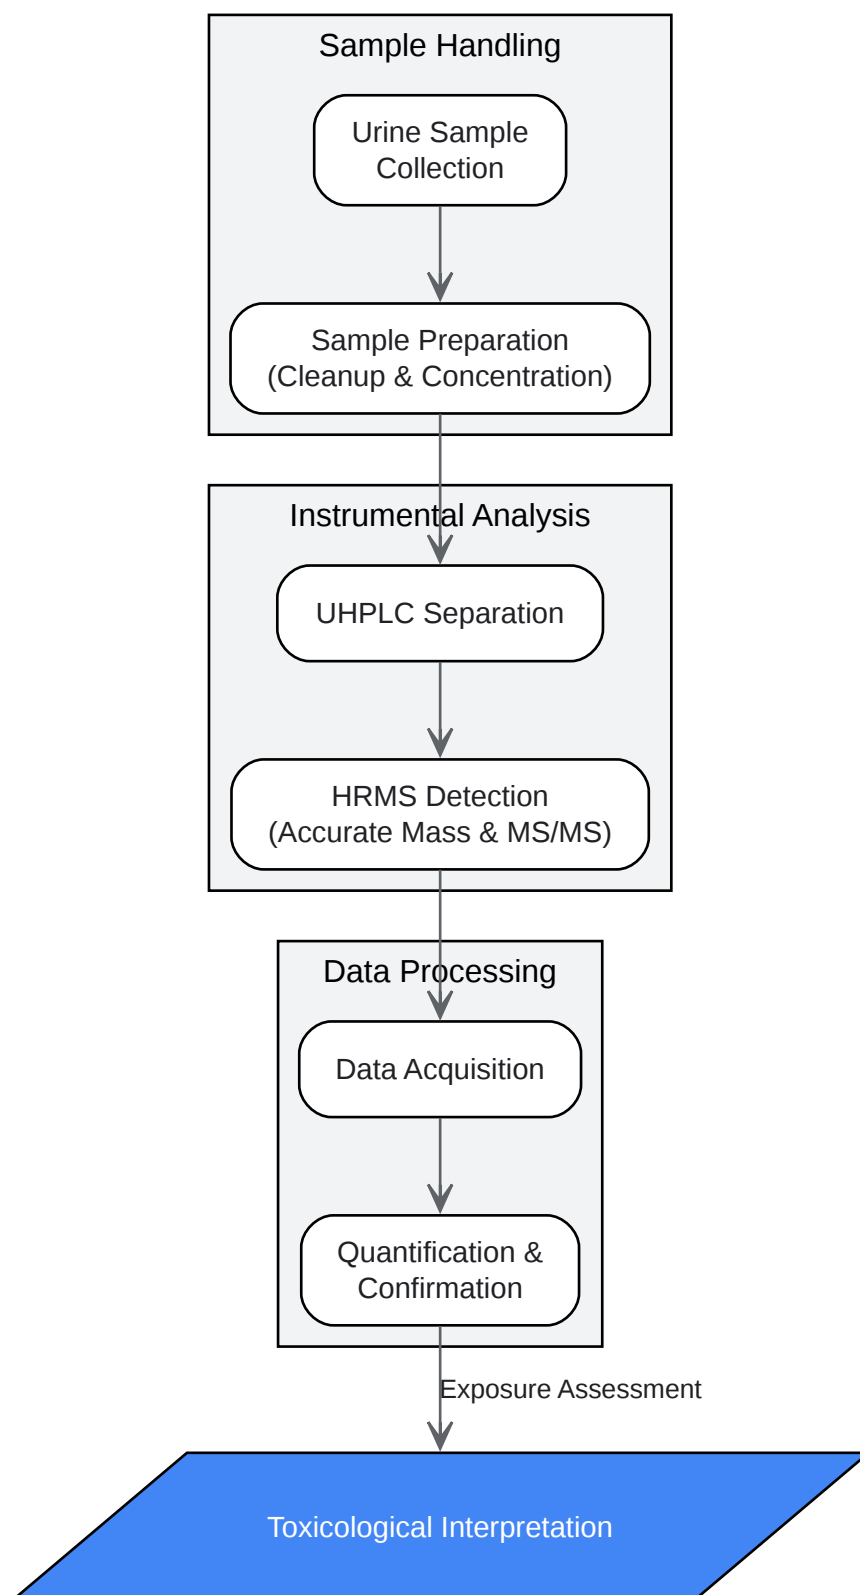 Sample Handling
Urine Sample
Collection
Sample Preparation
(Cleanup & Concentration)
Instrumental Analysis
UHPLC Separation
HRMS Detection
(Accurate Mass & MS/MS)
Data Processing
Data Acquisition
Quantification &
Confirmation
Exposure Assessment
Toxicological Interpretation